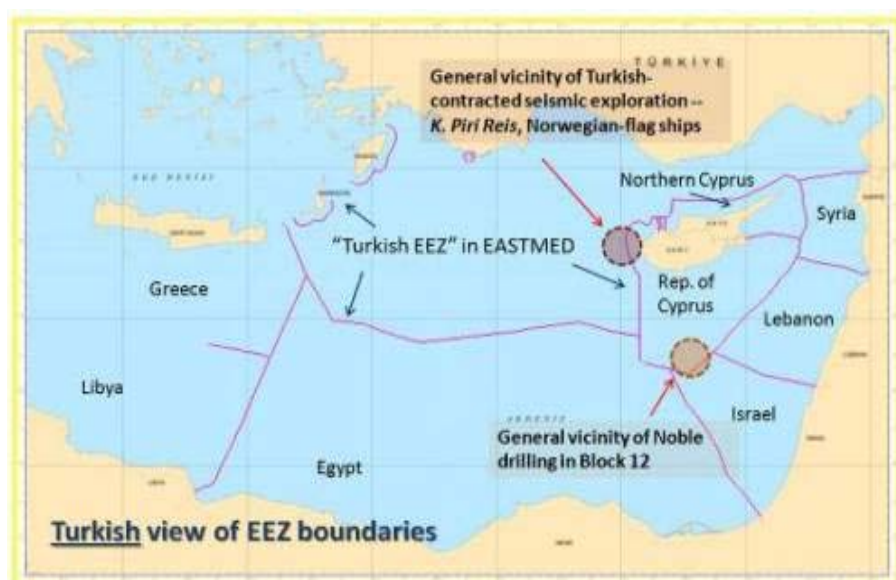 TÜRKİYE
General vicinity of Turkish-
contracted seismic exploration --
K. Piri Reis, Norwegian-flag ships
Northern Cyprus
Syria
"Turkish EEZ" in EASTMED
Greece
Rep. of
Cyprus
Lebanon
Libya
Israel
General vicinity of Noble
drilling in Block 12
Egypt
Turkish view of EEZ boundaries